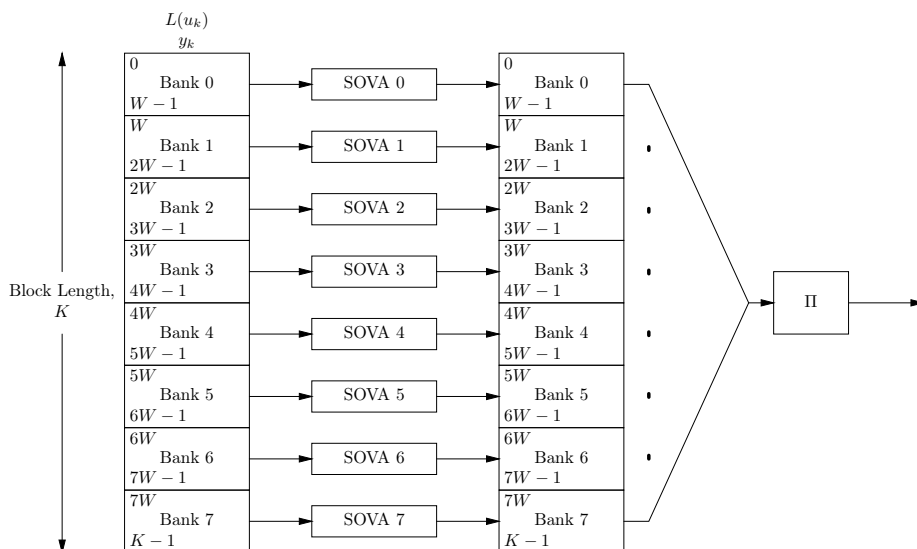 L(u_k)
y_k
0
Bank 0
W − 1
SOVA 0
0
Bank 0
W − 1
W
Bank 1
2W − 1
SOVA 1
W
Bank 1
2W − 1
2W
Bank 2
3W − 1
SOVA 2
2W
Bank 2
3W − 1
3W
Bank 3
4W − 1
SOVA 3
3W
Bank 3
4W − 1
Block Length,
K
Π
4W
Bank 4
5W − 1
SOVA 4
4W
Bank 4
5W − 1
5W
Bank 5
6W − 1
SOVA 5
5W
Bank 5
6W − 1
6W
Bank 6
7W − 1
SOVA 6
6W
Bank 6
7W − 1
7W
Bank 7
K − 1
SOVA 7
7W
Bank 7
K − 1